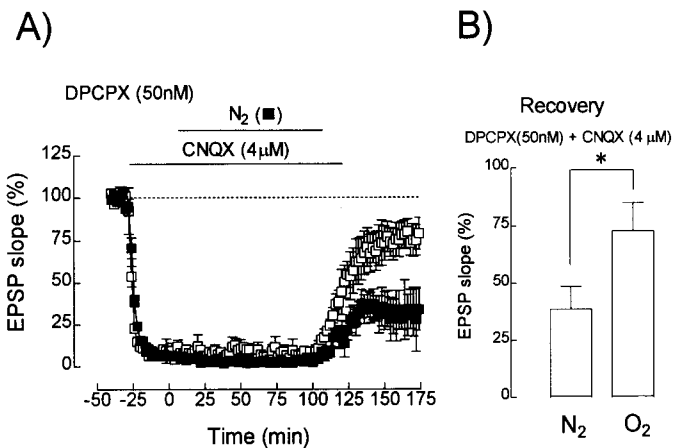 A)
DPCPX (50nM)
N2 (■)
CNQX (4μM)
EPSP slope (%)
125
100
75
50
25
0
-50 -25 0 25 50 75 100 125 150 175
Time (min)
B)
Recovery
DPCPX(50nM) + CNQX (4 μM)
*
EPSP slope (%)
100
75
50
25
0
N2 O2